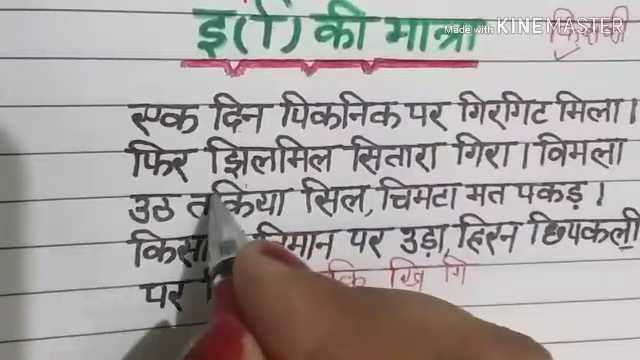 Made with KINEMASTER
इ(ि) की मात्रा
एक दिन पिकनिक पर गिरगिट मिला।
फिर झिलमिल सितारा गिरा। विमला
उठ तकिया सिल, चिमटा मत पकड़।
पर उड़ा, हिरन छिपकली
पर कि खि गि